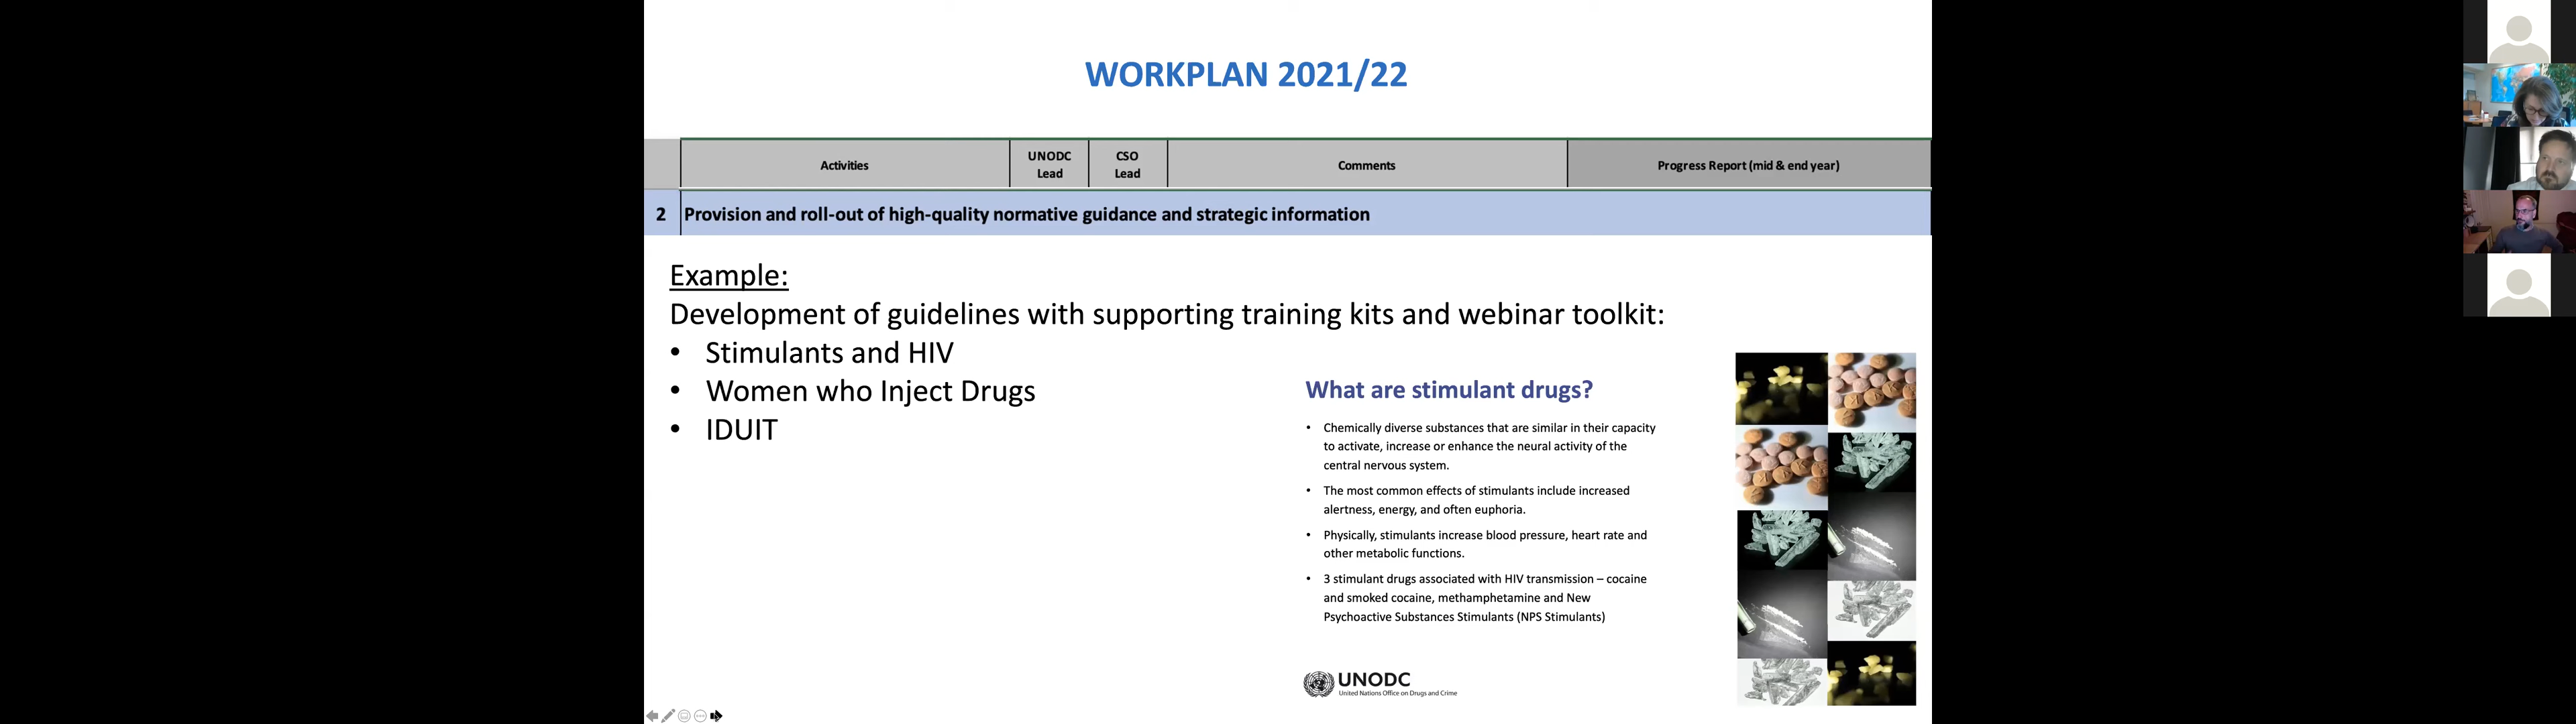 WORKPLAN 2021/22
Activities
UNODC
Lead
CSO
Lead
Comments
Progress Report (mid & end year)
2
Provision and roll-out of high-quality normative guidance and strategic information
Example:
Development of guidelines with supporting training kits and webinar toolkit:
• Stimulants and HIV
• Women who Inject Drugs
• IDUIT
What are stimulant drugs?
• Chemically diverse substances that are similar in their capacity
to activate, increase or enhance the neural activity of the
central nervous system.
• The most common effects of stimulants include increased
alertness, energy, and often euphoria.
• Physically, stimulants increase blood pressure, heart rate and
other metabolic functions.
• 3 stimulant drugs associated with HIV transmission – cocaine
and smoked cocaine, methamphetamine and New
Psychoactive Substances Stimulants (NPS Stimulants)
UNODC
United Nations Office on Drugs and Crime